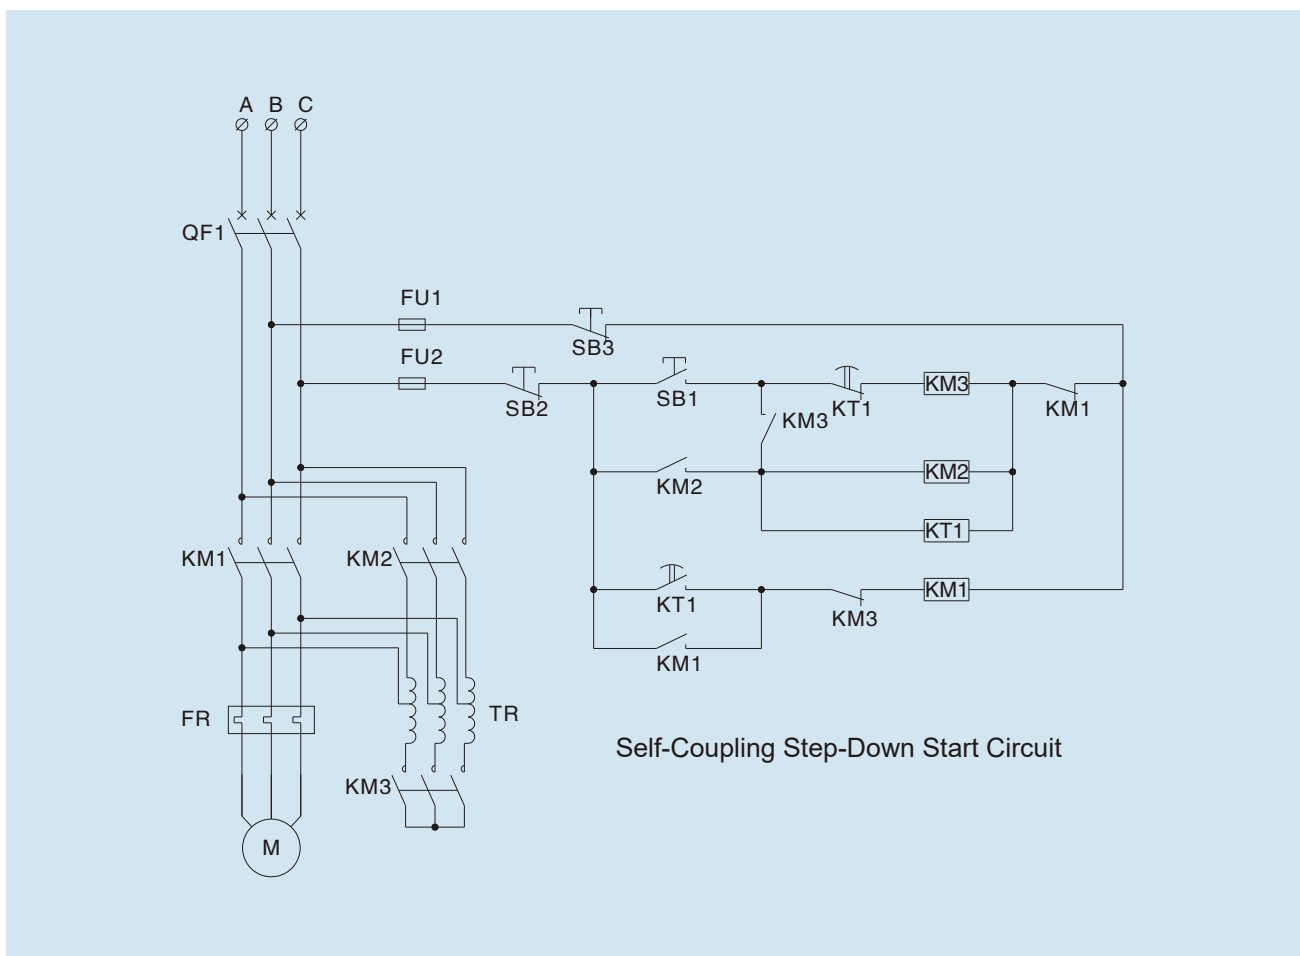 A B C
QF1
FU1
SB3
FU2
SB2
SB1
KT1
KM3
KM1
KM3
KM2
KM2
KT1
KM1
KM2
KT1
KM3
KM1
KM1
FR
TR
KM3
M
Self-Coupling Step-Down Start Circuit